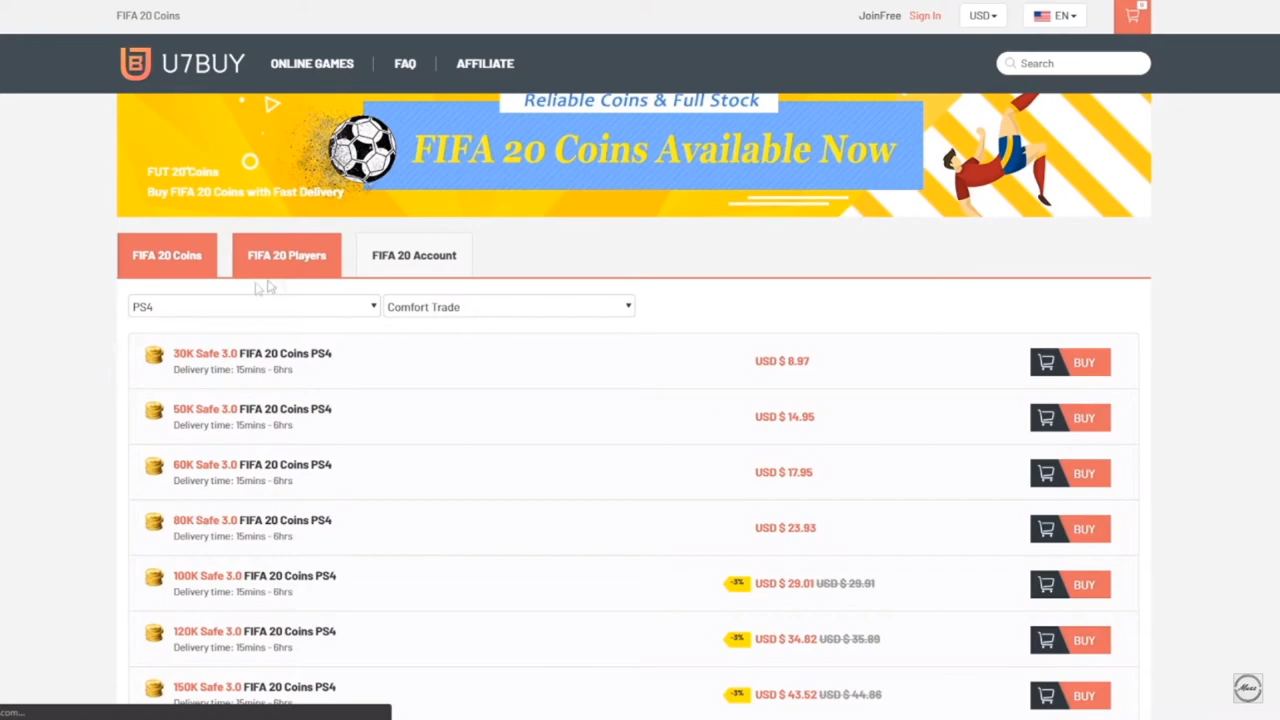 FIFA 20 Coins
JoinFree Sign In USD EN 0
U7BUY ONLINE GAMES FAQ AFFILIATE Search
Reliable Coins & Full Stock
FIFA 20 Coins Available Now
FUT 20 Coins
Buy FIFA 20 Coins with Fast Delivery
FIFA 20 Coins FIFA 20 Players FIFA 20 Account
PS4 Comfort Trade
30K Safe 3.0 FIFA 20 Coins PS4
Delivery time: 15mins - 6hrs
USD $ 8.97 BUY
50K Safe 3.0 FIFA 20 Coins PS4
Delivery time: 15mins - 6hrs
USD $ 14.95 BUY
60K Safe 3.0 FIFA 20 Coins PS4
Delivery time: 15mins - 6hrs
USD $ 17.95 BUY
80K Safe 3.0 FIFA 20 Coins PS4
Delivery time: 15mins - 6hrs
USD $ 23.93 BUY
100K Safe 3.0 FIFA 20 Coins PS4
Delivery time: 15mins - 6hrs
-3% USD $ 29.01 USD $ 29.91 BUY
120K Safe 3.0 FIFA 20 Coins PS4
Delivery time: 15mins - 6hrs
-3% USD $ 34.82 USD $ 35.89 BUY
150K Safe 3.0 FIFA 20 Coins PS4
Delivery time: 15mins - 6hrs
-3% USD $ 43.52 USD $ 44.86 BUY
.com...